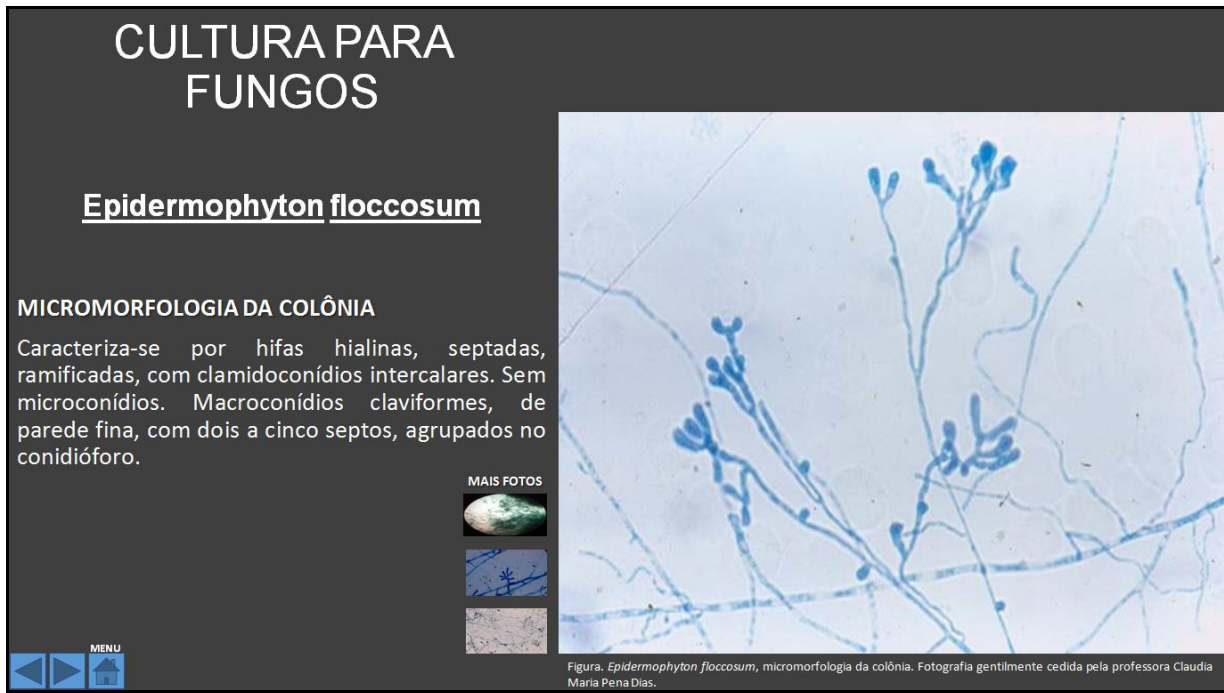 CULTURA PARA
FUNGOS
Epidermophyton floccosum
MICROMORFOLOGIA DA COLÔNIA
Caracteriza-se por hifas hialinas, septadas,
ramificadas, com clamidoconídios intercalares. Sem
microconídios. Macroconídios claviformes, de
parede fina, com dois a cinco septos, agrupados no
conidióforo.
MAIS FOTOS
MENU
Figura. Epidermophyton floccosum, micromorfologia da colônia. Fotografia gentilmente cedida pela professora Claudia
Maria Pena Dias.